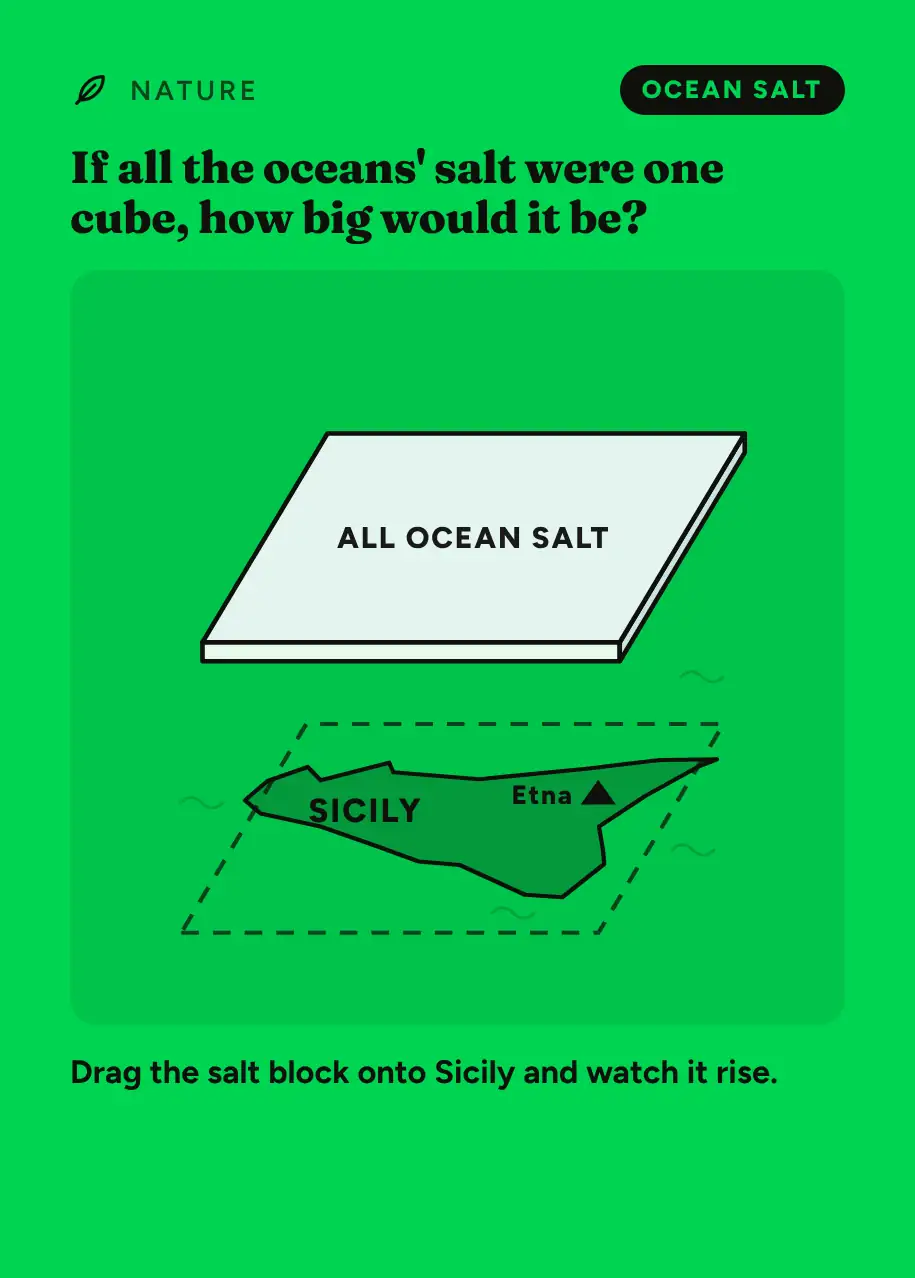 NATURE
OCEAN SALT
If all the oceans' salt were one
cube, how big would it be?
ALL OCEAN SALT
Etna
SICILY
Drag the salt block onto Sicily and watch it rise.